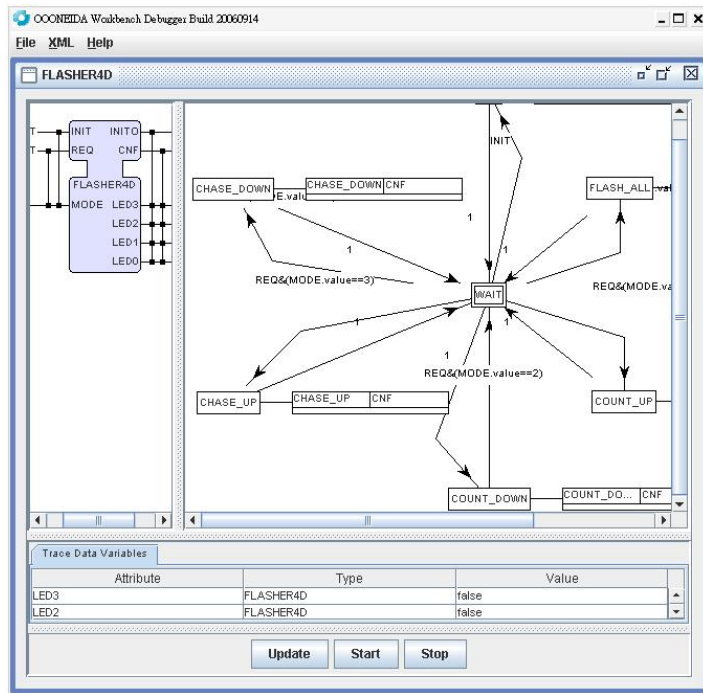 OOONEIDA Workbench Debugger Build 20060914
File XML Help
FLASHER4D
INIT INITO
REQ CNF
FLASHER4D
MODE LED3
LED2
LED1
LED0
INIT
CHASE_DOWN
CHASE_DOWN CNF
FLASH_ALL
1
1
1
REQ&(MODE.value==3)
REQ&(MODE.va
WAIT
1
1
1
REQ&(MODE.value==2)
CHASE_UP
CHASE_UP CNF
COUNT_UP
COUNT_DOWN
COUNT_DO... CNF
Trace Data Variables
Attribute Type Value
LED3 FLASHER4D false
LED2 FLASHER4D false
Update Start Stop